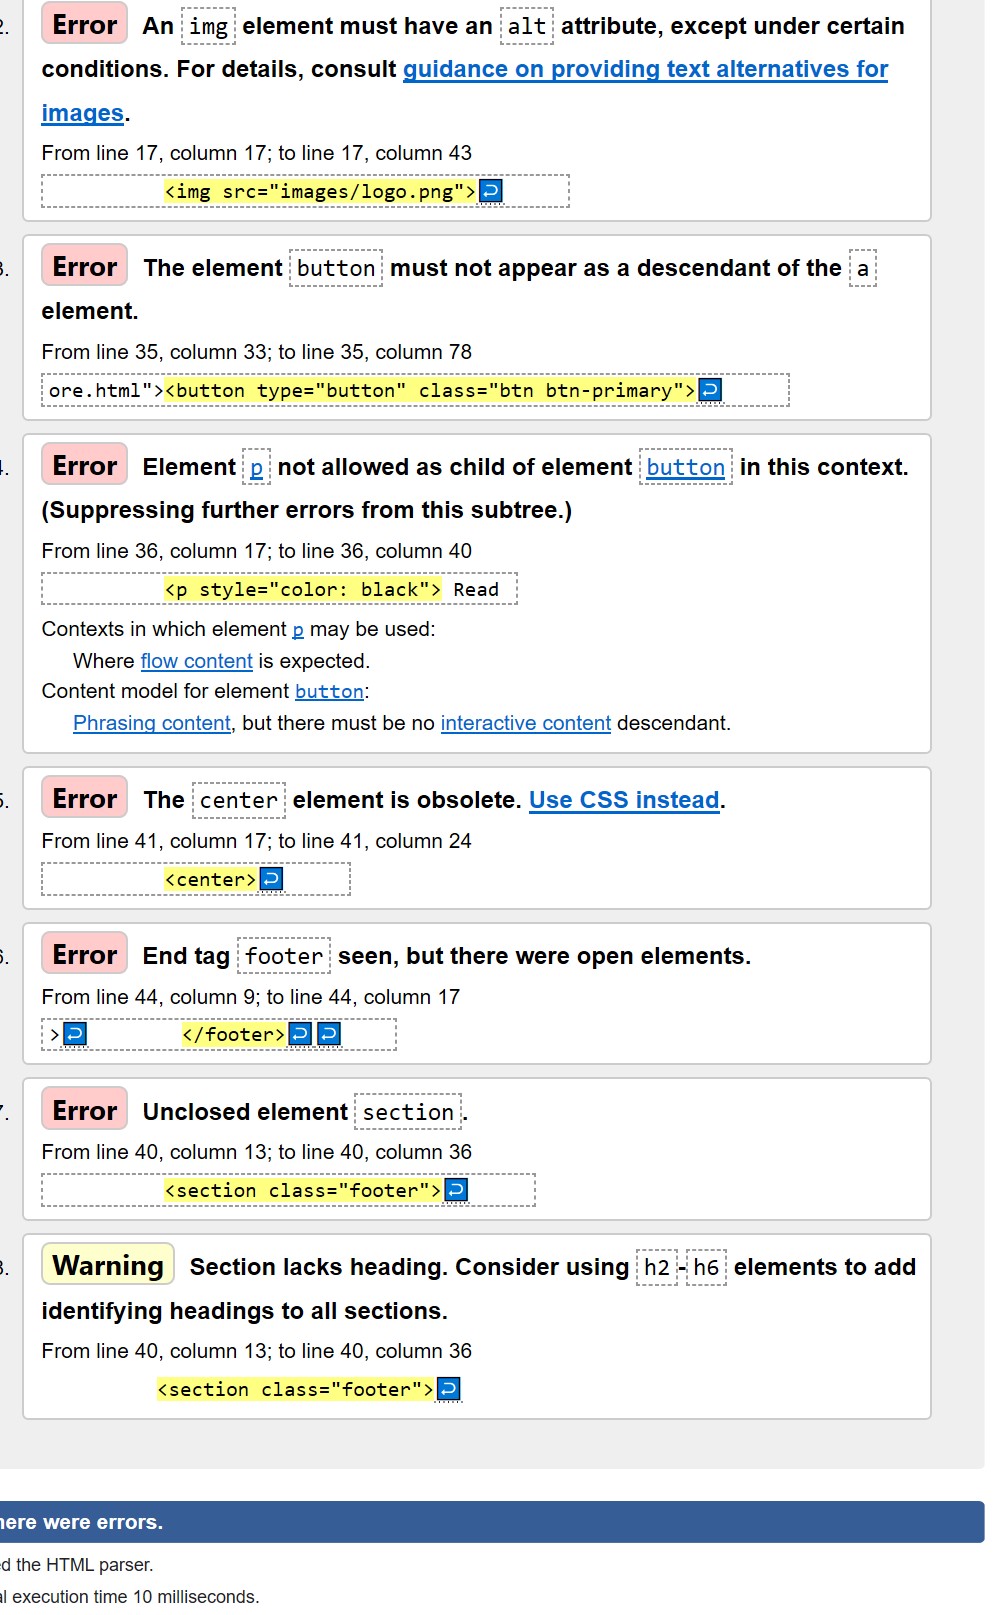 2. Error An img element must have an alt attribute, except under certain
conditions. For details, consult guidance on providing text alternatives for
images.
From line 17, column 17; to line 17, column 43
<img src="images/logo.png">↩
3. Error The element button must not appear as a descendant of the a
element.
From line 35, column 33; to line 35, column 78
ore.html"><button type="button" class="btn btn-primary">↩
4. Error Element p not allowed as child of element button in this context.
(Suppressing further errors from this subtree.)
From line 36, column 17; to line 36, column 40
<p style="color: black"> Read
Contexts in which element p may be used:
Where flow content is expected.
Content model for element button:
Phrasing content, but there must be no interactive content descendant.
5. Error The center element is obsolete. Use CSS instead.
From line 41, column 17; to line 41, column 24
<center>↩
6. Error End tag footer seen, but there were open elements.
From line 44, column 9; to line 44, column 17
>↩ </footer>↩↩
7. Error Unclosed element section.
From line 40, column 13; to line 40, column 36
<section class="footer">↩
8. Warning Section lacks heading. Consider using h2-h6 elements to add
identifying headings to all sections.
From line 40, column 13; to line 40, column 36
<section class="footer">↩
here were errors.
ed the HTML parser.
al execution time 10 milliseconds.